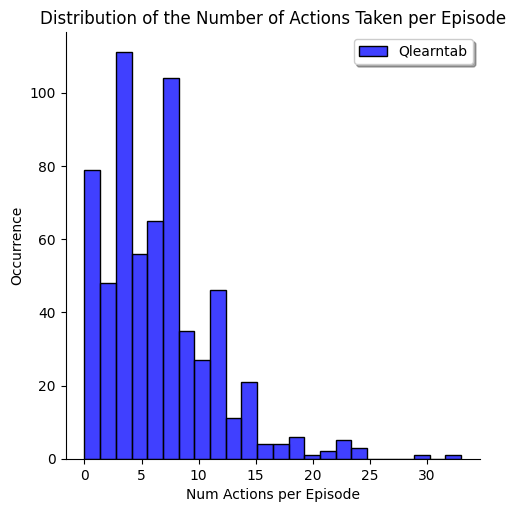 Distribution of the Number of Actions Taken per Episode
Qlearntab
100
80
60
40
20
0
Occurrence
0 5 10 15 20 25 30
Num Actions per Episode